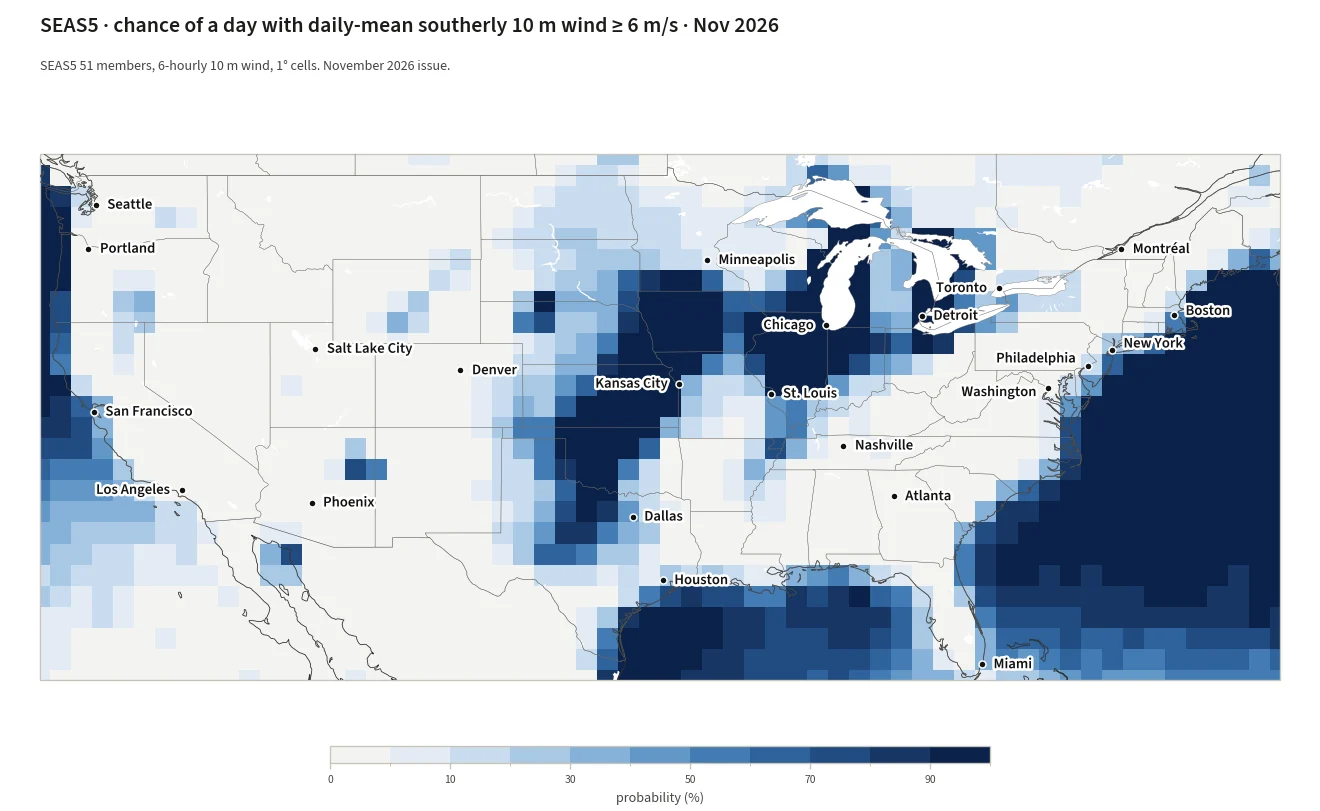 SEAS5 · chance of a day with daily-mean southerly 10 m wind ≥ 6 m/s · Nov 2026
SEAS5 51 members, 6-hourly 10 m wind, 1° cells. November 2026 issue.
Seattle
Portland
Montréal
Minneapolis
Toronto
Boston
Detroit
Chicago
New York
Salt Lake City
Philadelphia
Denver
Kansas City
Washington
St. Louis
San Francisco
Nashville
Los Angeles
Atlanta
Phoenix
Dallas
Houston
Miami
0 10 30 50 70 90
probability (%)